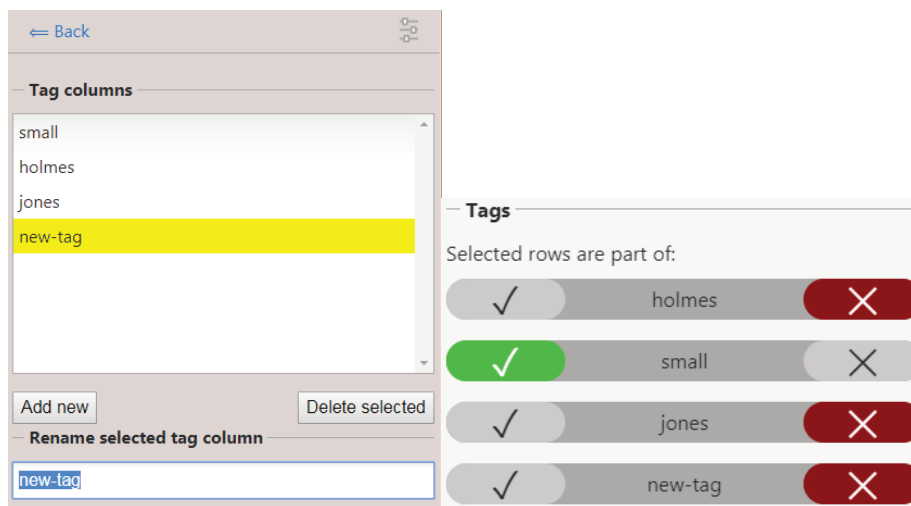 ⇐ Back
Tag columns
small
holmes
jones
new-tag
Add new
Delete selected
Rename selected tag column
new-tag
Tags
Selected rows are part of:
holmes
small
jones
new-tag